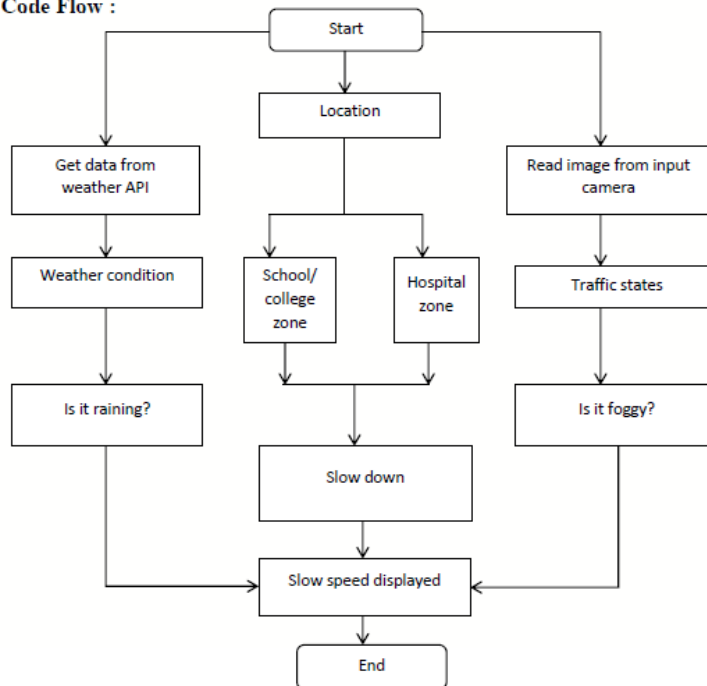 Code Flow :
Start
Location
Get data from
weather API
Read image from input
camera
Weather condition
School/
college
zone
Hospital
zone
Traffic states
Is it raining?
Is it foggy?
Slow down
Slow speed displayed
End